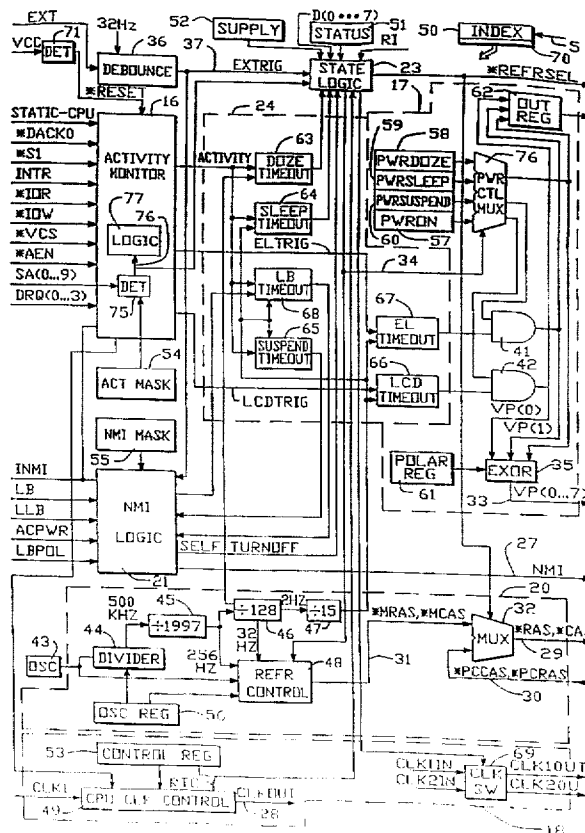 EXT
VCC
71
DET
32HZ
36
DEBOUNCE
37
EXTRIG
52
SUPPLY
D(0...7)
51
STATUS
RI
STATE
LOGIC
23
50
INDEX
5
70
*REFRSEL
*RESET
STATIC-CPU
*DACK0
*S1
INTR
*IOR
*IOW
*VCS
*AEN
SA(0...9)
DRQ(0...3)
16
ACTIVITY
MONITOR
77
76
LOGIC
DET
75
ACT MASK
54
NMI MASK
55
24
17
ACTIVITY
63
DOZE
TIMEOUT
64
SLEEP
TIMEOUT
ELTRIG
LB
TIMEOUT
68
65
SUSPEND
TIMEOUT
LCDTRIG
59
58
PWRDOZE
PWRSLEEP
PWRSUSPEND
PWRON
60
57
62
OUT
REG
76
PWR
CTL
MUX
34
67
EL
TIMEOUT
66
LCD
TIMEOUT
41
42
VP(0)
VP(1)
POLAR
REG
61
EXOR
35
33
VP(0...7)
INMI
LB
LLB
ACPWR
LBPOL
NMI
LOGIC
21
SELF TURNOFF
27
NMI
20
500
KHZ
45
÷1997
÷128
46
2HZ
÷15
47
43
OSC
44
DIVIDER
256
HZ
32
HZ
REFR
CONTROL
48
OSC REG
56
*MRAS,*MCAS
31
32
MUX
*RAS,*CA
29
*PCCAS,*PCRAS
30
53
CONTROL REG
RTC
CLKI
CPU CLK CONTROL
49
CLKOUT
28
CLK1IN
CLK2IN
69
CLK
SW
CLK1OUT
CLK2OU
18